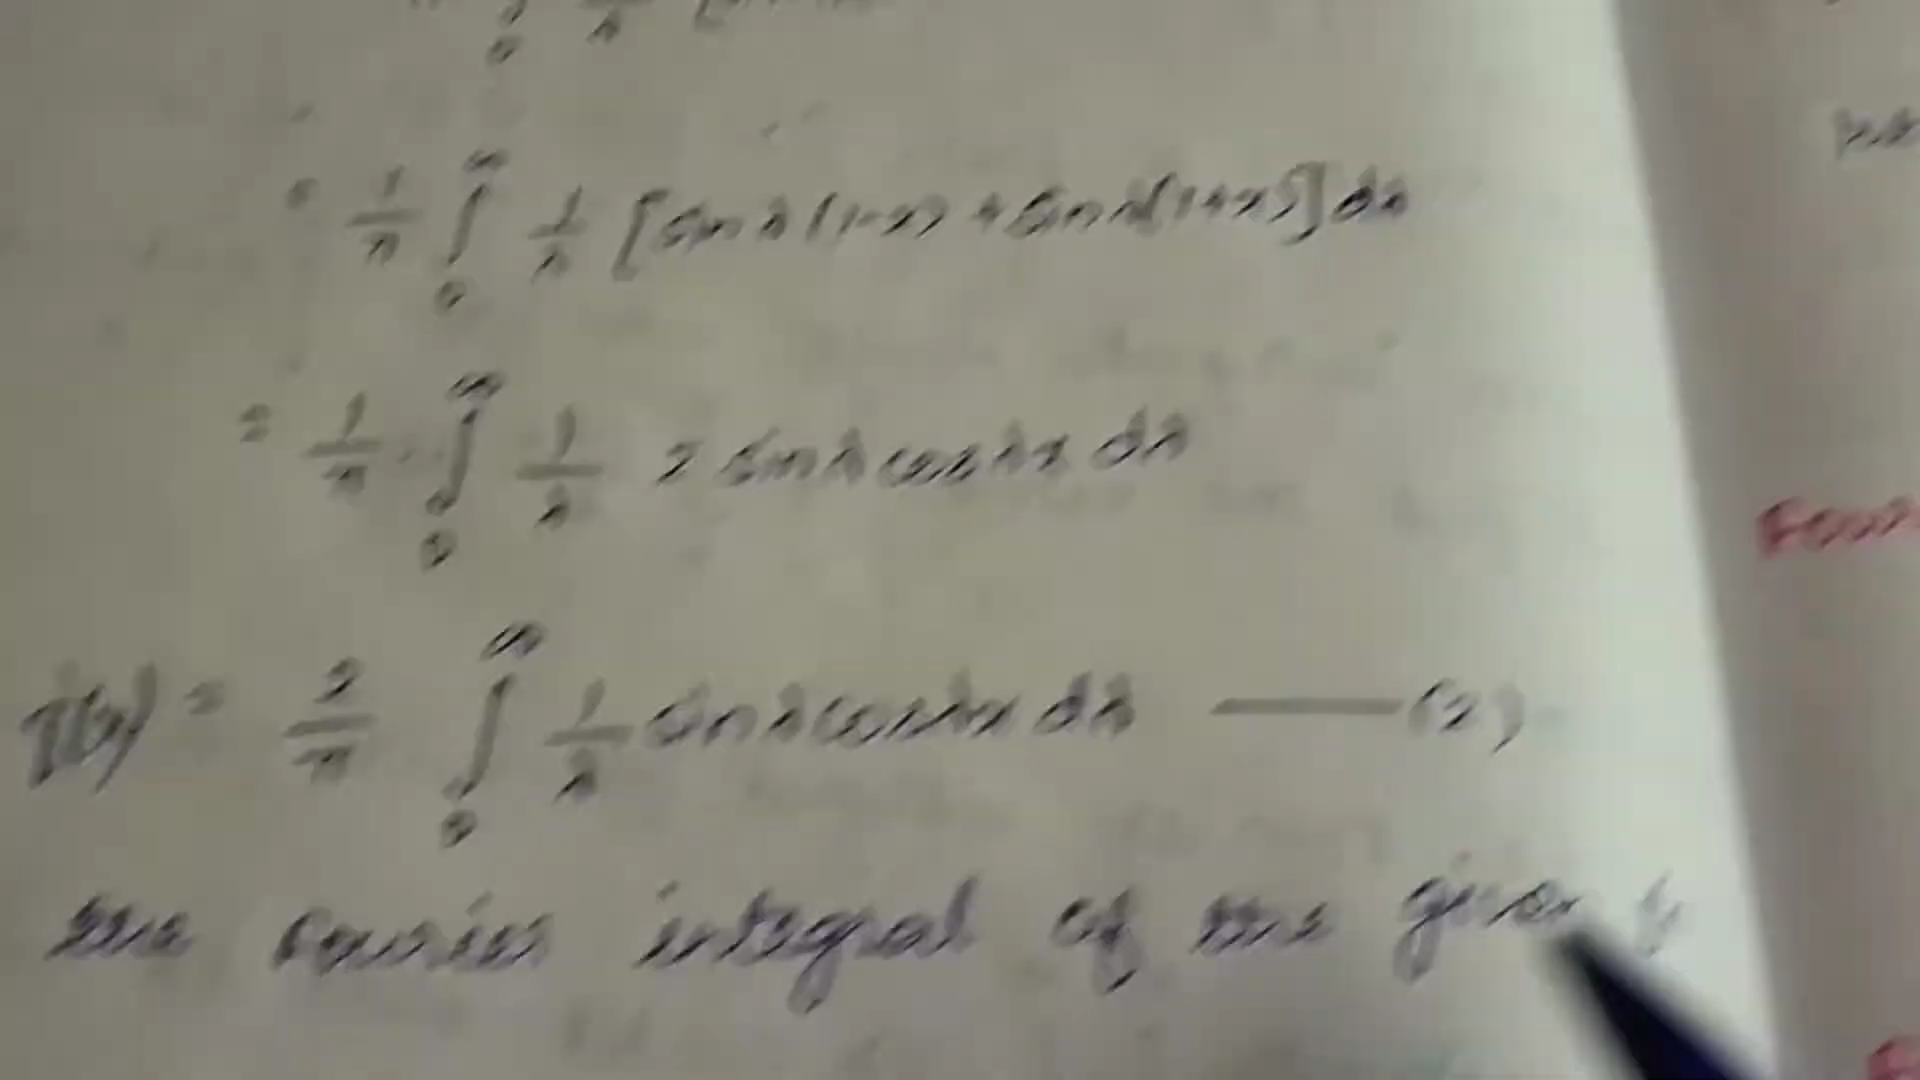 = 1/π ∫₀^∞ 1/λ [sin λ(1-x) + sin λ(1+x)] dλ
= 1/π . ∫₀^∞ 1/λ 2 sin λ cos λx dλ
f(x) = 2/π ∫₀^∞ 1/λ sin λ cos λx dλ —— (2)
the fourier integral of the given